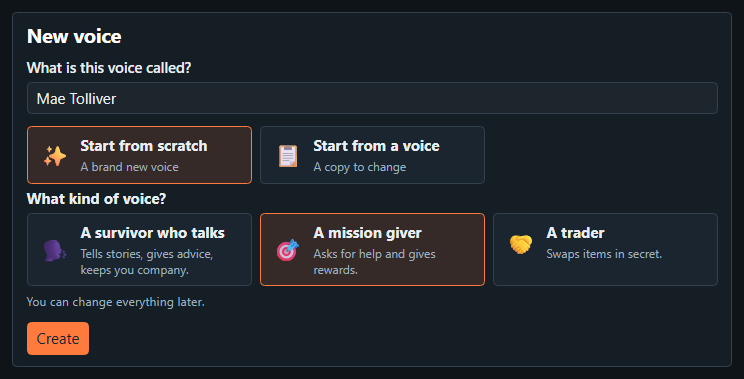 New voice
What is this voice called?
Mae Tolliver
Start from scratch
A brand new voice
Start from a voice
A copy to change
What kind of voice?
A survivor who talks
Tells stories, gives advice,
keeps you company.
A mission giver
Asks for help and gives
rewards.
A trader
Swaps items in secret.
You can change everything later.
Create